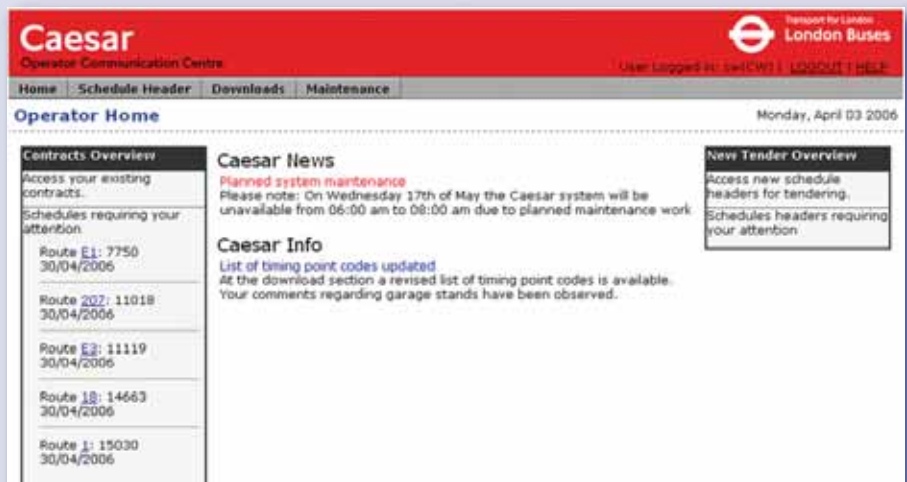 Caesar
Operator Communication Centre
Transport for London
London Buses
User Logged in:
LOGOUT | HELP
Home Schedule Header Downloads Maintenance
Operator Home
Monday, April 03 2006
Contracts Overview
Access your existing
contracts.
Schedules requiring your
attention
Route E1: 7750
30/04/2006
Route 207: 11018
30/04/2006
Route E3: 11119
30/04/2006
Route 18: 14663
30/04/2006
Route 1: 15030
30/04/2006
Caesar News
Planned system maintenance
Please note: On Wednesday 17th of May the Caesar system will be
unavailable from 06:00 am to 08:00 am due to planned maintenance work
Caesar Info
List of timing point codes updated
At the download section a revised list of timing point codes is available.
Your comments regarding garage stands have been observed.
New Tender Overview
Access new schedule
headers for tendering.
Schedules headers requiring
your attention